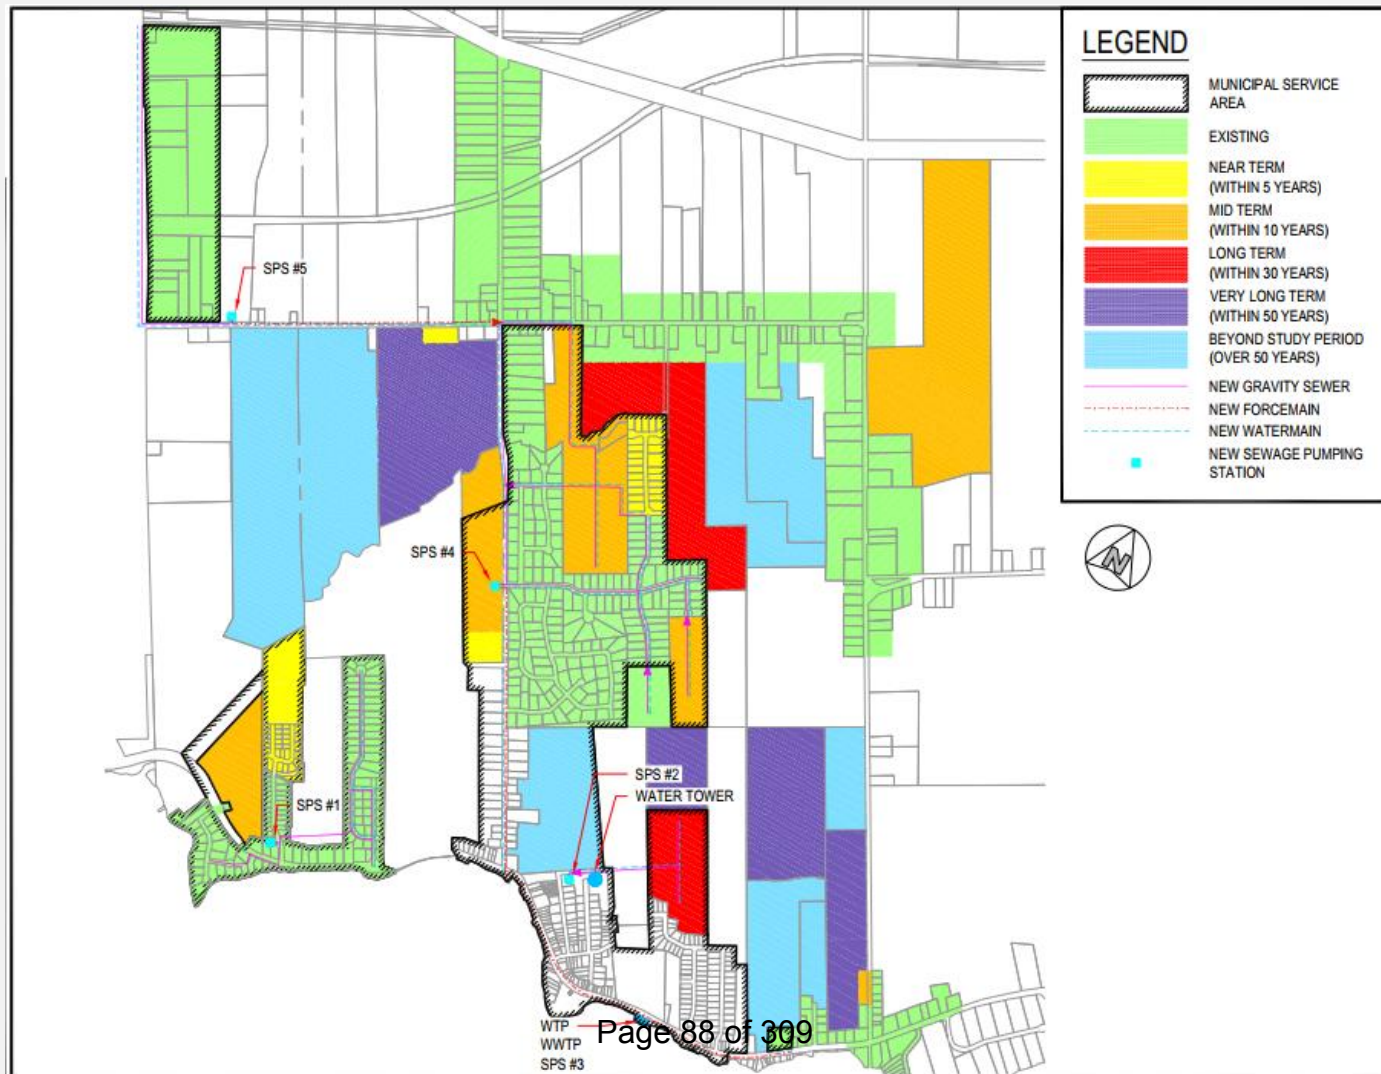 LEGEND
MUNICIPAL SERVICE
AREA
EXISTING
NEAR TERM
(WITHIN 5 YEARS)
MID TERM
(WITHIN 10 YEARS)
LONG TERM
(WITHIN 30 YEARS)
VERY LONG TERM
(WITHIN 50 YEARS)
BEYOND STUDY PERIOD
(OVER 50 YEARS)
NEW GRAVITY SEWER
NEW FORCEMAIN
NEW WATERMAIN
NEW SEWAGE PUMPING
STATION
N
SPS #5
SPS #4
SPS #2
WATER TOWER
SPS #1
WTP
WWTP
SPS #3
Page 88 of 309